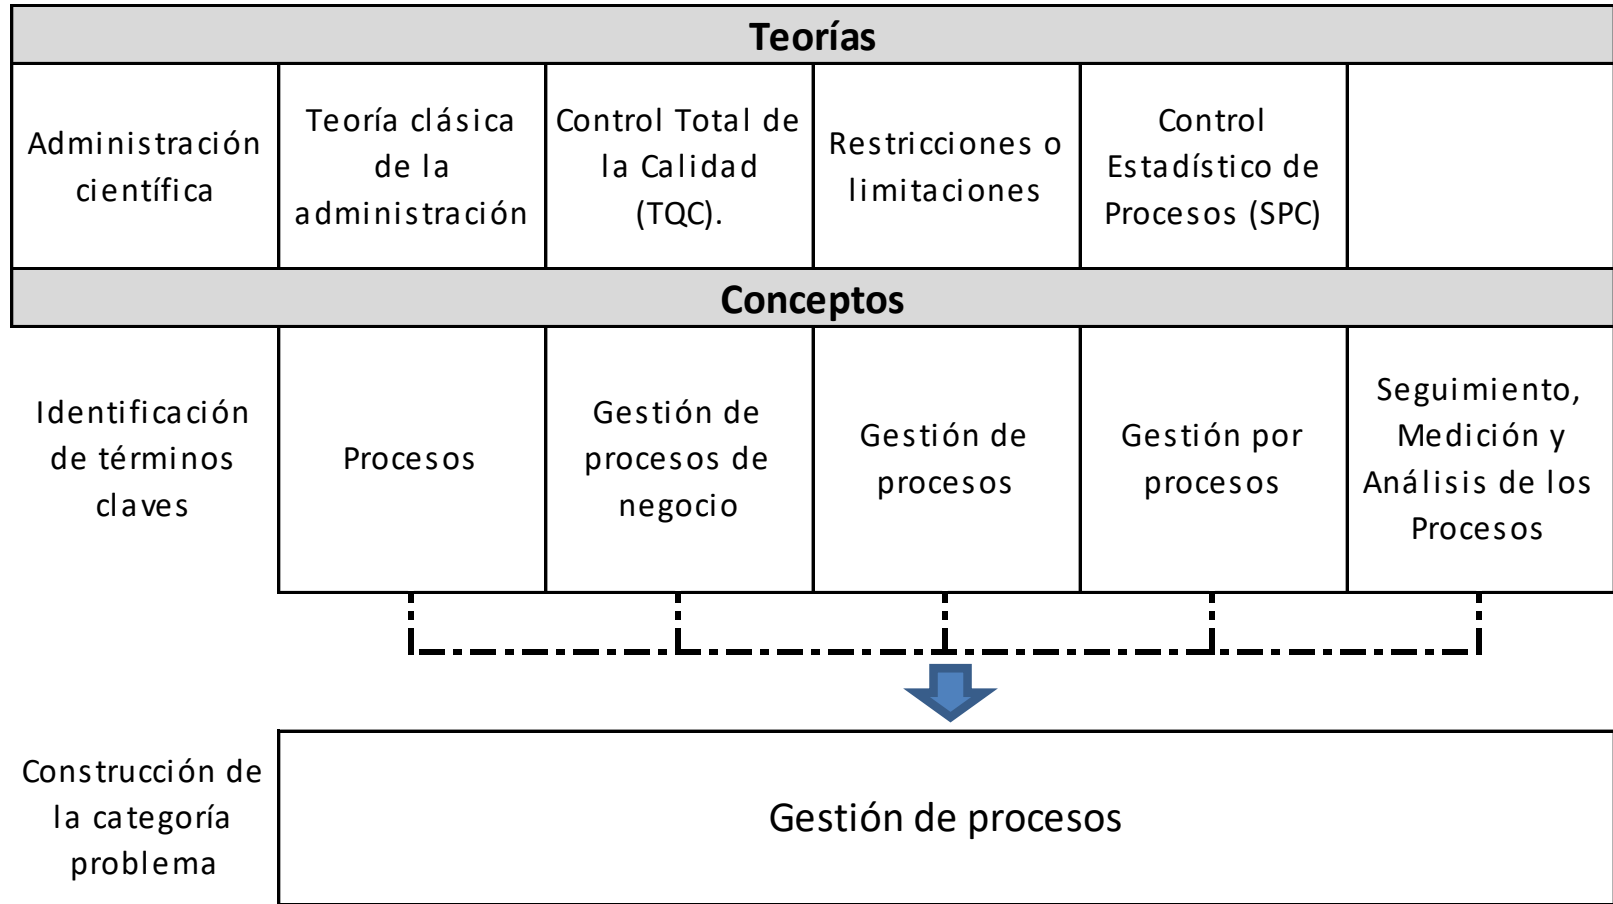 Teorías
Administración
científica
Teoría clásica
de la
administración
Control Total de
la Calidad
(TQC).
Restricciones o
limitaciones
Control
Estadístico de
Procesos (SPC)
Conceptos
Identificación
de términos
claves
Procesos
Gestión de
procesos de
negocio
Gestión de
procesos
Gestión por
procesos
Seguimiento,
Medición y
Análisis de los
Procesos
Construcción de
la categoría
problema
Gestión de procesos